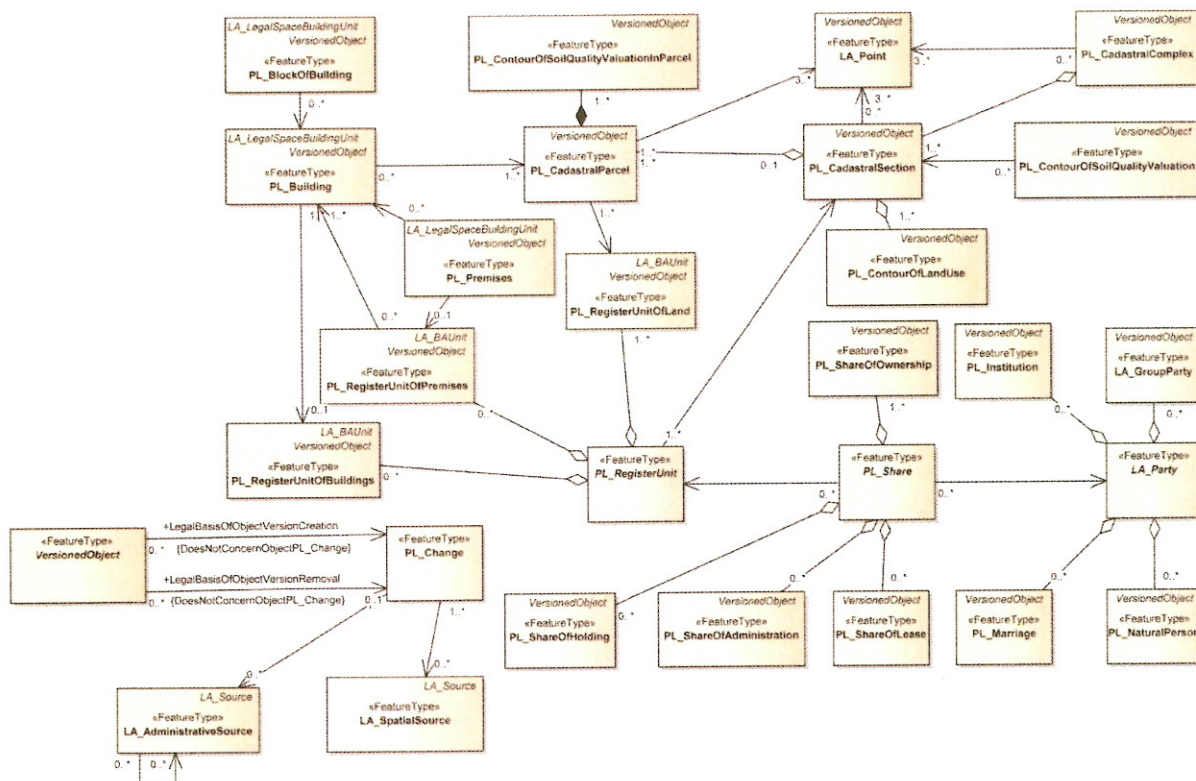 LA_LegalSpaceBuildingUnit
VersionedObject
«FeatureType»
PL_BlockOfBuilding
0..*
VersionedObject
«FeatureType»
PL_ContourOfSoilQualityValuationInParcel
1..*
VersionedObject
«FeatureType»
LA_Point
3..*
3..*
3..*
0..*
VersionedObject
«FeatureType»
PL_CadastralComplex
0..*
LA_LegalSpaceBuildingUnit
VersionedObject
«FeatureType»
PL_Building
0..*
1..*
VersionedObject
«FeatureType»
PL_CadastralParcel
1..*
1..*
0..1
VersionedObject
«FeatureType»
PL_CadastralSection
1..*
0..*
VersionedObject
«FeatureType»
PL_ContourOfSoilQualityValuation
1
1..*
0..*
LA_LegalSpaceBuildingUnit
VersionedObject
«FeatureType»
PL_Premises
0..1
1..*
1..*
VersionedObject
«FeatureType»
PL_ContourOfLandUse
LA_BAUnit
VersionedObject
«FeatureType»
PL_RegisterUnitOfLand
1..*
0..*
LA_BAUnit
VersionedObject
«FeatureType»
PL_RegisterUnitOfPremises
0..*
VersionedObject
«FeatureType»
PL_ShareOfOwnership
1..*
VersionedObject
«FeatureType»
PL_Institution
0..*
VersionedObject
«FeatureType»
LA_GroupParty
0..*
0..1
LA_BAUnit
VersionedObject
«FeatureType»
PL_RegisterUnitOfBuildings
0..*
1..*
«FeatureType»
PL_RegisterUnit
0..*
«FeatureType»
PL_Share
0..*
«FeatureType»
LA_Party
«FeatureType»
VersionedObject
+LegalBasisOfObjectVersionCreation
0..*
{DoesNotConcernObjectPL_Change}
+LegalBasisOfObjectVersionRemoval
0..*
{DoesNotConcernObjectPL_Change}
0..1
«FeatureType»
PL_Change
1..*
0..*
0..*
VersionedObject
«FeatureType»
PL_ShareOfHolding
0..*
0..*
VersionedObject
«FeatureType»
PL_ShareOfAdministration
0..*
VersionedObject
«FeatureType»
PL_ShareOfLease
0..*
VersionedObject
«FeatureType»
PL_Marriage
0..*
VersionedObject
«FeatureType»
PL_NaturalPerson
LA_Source
«FeatureType»
LA_AdministrativeSource
0..*
0..*
LA_Source
«FeatureType»
LA_SpatialSource